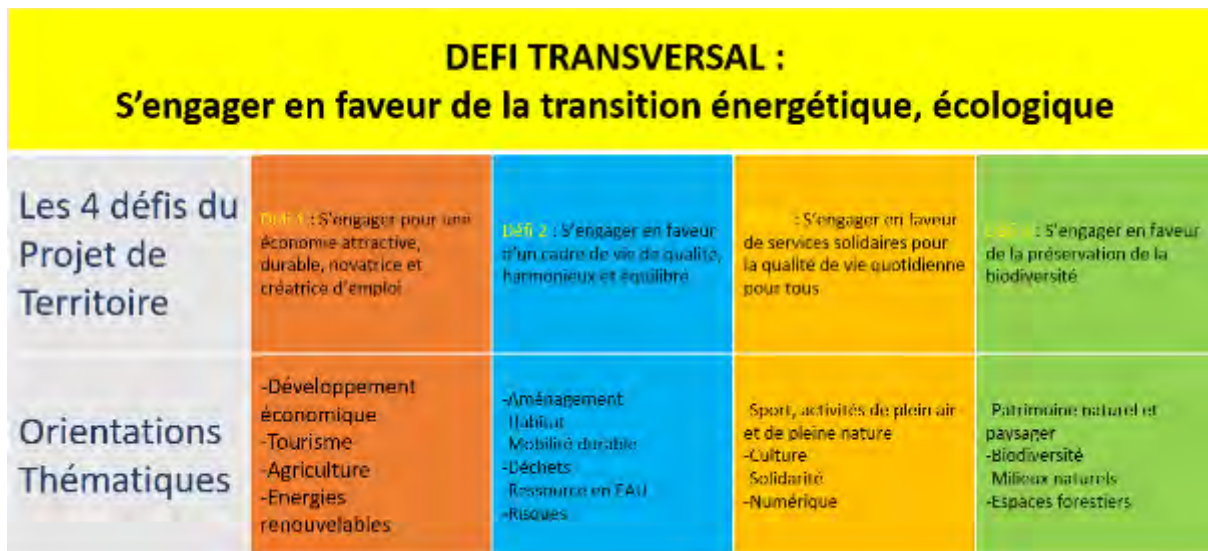 DEFI TRANSVERSAL :
S'engager en faveur de la transition énergétique, écologique
Les 4 défis du
Projet de
Territoire
Défi 1 : S'engager pour une
économie attractive,
durable, novatrice et
créatrice d'emploi
Défi 2 : S'engager en faveur
d'un cadre de vie de qualité,
harmonieux et équilibré
: S'engager en faveur
de services solidaires pour
la qualité de vie quotidienne
pour tous
: S'engager en faveur
de la préservation de la
biodiversité
Orientations
Thématiques
-Développement
économique
-Tourisme
-Agriculture
-Energies
renouvelables
-Aménagement
Habitat
Mobilité durable
-Déchets
Ressource en EAU
-Risques
Sport, activités de plein air
et de pleine nature
-Culture
Solidarité
-Numérique
Patrimoine naturel et
paysager
-Biodiversité
Milieux naturels
-Espaces forestiers